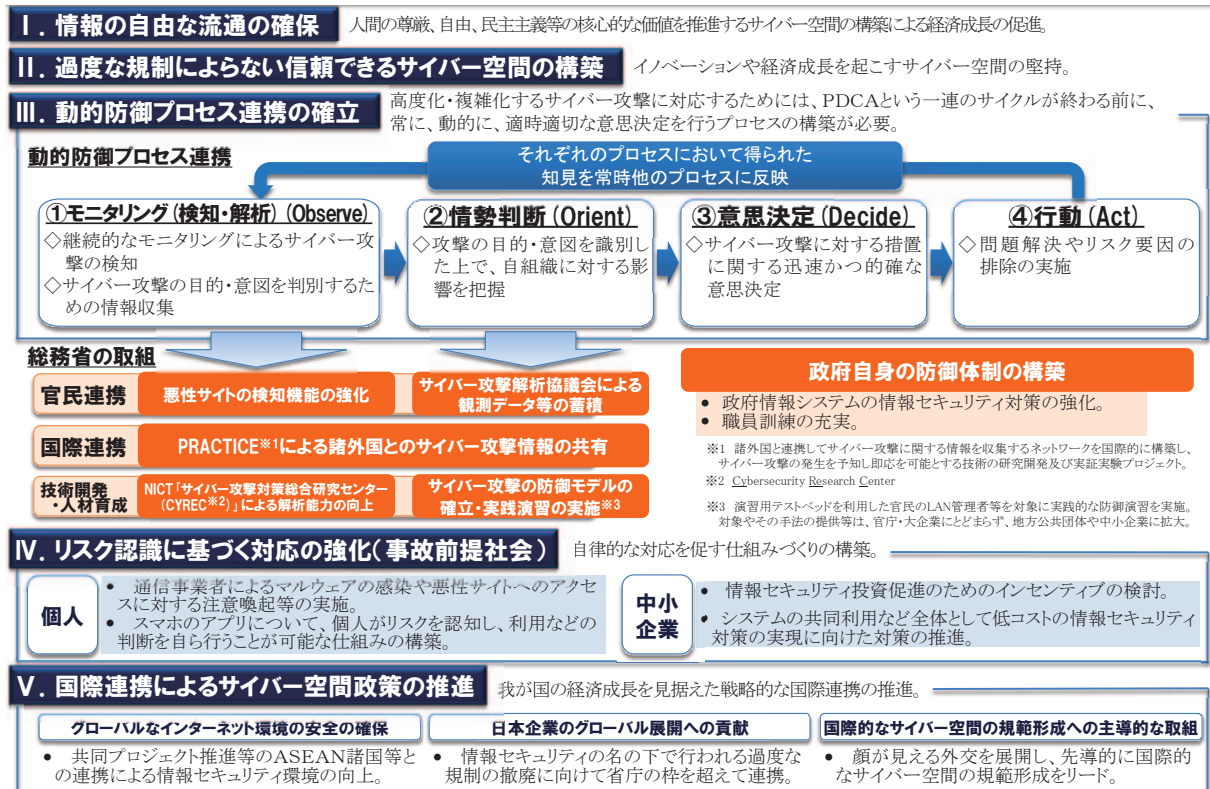 Ⅰ. 情報の自由な流通の確保
人間の尊厳、自由、民主主義等の核心的な価値を推進するサイバー空間の構築による経済成長の促進。
Ⅱ. 過度な規制によらない信頼できるサイバー空間の構築
イノベーションや経済成長を起こすサイバー空間の堅持。
Ⅲ. 動的防御プロセス連携の確立
高度化・複雑化するサイバー攻撃に対応するためには、PDCAという一連のサイクルが終わる前に、
常に、動的に、適時適切な意思決定を行うプロセスの構築が必要。
動的防御プロセス連携
それぞれのプロセスにおいて得られた
知見を常時他のプロセスに反映
①モニタリング(検知・解析)(Observe)
◇継続的なモニタリングによるサイバー攻
撃の検知
◇サイバー攻撃の目的・意図を判別するた
めの情報収集
②情勢判断(Orient)
◇攻撃の目的・意図を識別し
た上で、自組織に対する影
響を把握
③意思決定(Decide)
◇サイバー攻撃に対する措置
に関する迅速かつ的確な
意思決定
④行動(Act)
◇問題解決やリスク要因の
排除の実施
総務省の取組
官民連携
悪性サイトの検知機能の強化
サイバー攻撃解析協議会による
観測データ等の蓄積
国際連携
PRACTICE※1による諸外国とのサイバー攻撃情報の共有
技術開発
・人材育成
NICT「サイバー攻撃対策総合研究センター
(CYREC※2)」による解析能力の向上
サイバー攻撃の防御モデルの
確立・実践演習の実施※3
政府自身の防御体制の構築
• 政府情報システムの情報セキュリティ対策の強化。
• 職員訓練の充実。
※1 諸外国と連携してサイバー攻撃に関する情報を収集するネットワークを国際的に構築し、
サイバー攻撃の発生を予知し即応を可能とする技術の研究開発及び実証実験プロジェクト。
※2 Cybersecurity Research Center
※3 演習用テストベッドを利用した官民のLAN管理者等を対象に実践的な防御演習を実施。
対象やその手法の提供等は、官庁・大企業にとどまらず、地方公共団体や中小企業に拡大。
Ⅳ. リスク認識に基づく対応の強化(事故前提社会)
自律的な対応を促す仕組みづくりの構築。
個人
• 通信事業者によるマルウェアの感染や悪性サイトへのアクセ
スに対する注意喚起等の実施。
• スマホのアプリについて、個人がリスクを認知し、利用などの
判断を自ら行うことが可能な仕組みの構築。
中小
企業
• 情報セキュリティ投資促進のためのインセンティブの検討。
• システムの共同利用など全体として低コストの情報セキュリティ
対策の実現に向けた対策の推進。
Ⅴ. 国際連携によるサイバー空間政策の推進
我が国の経済成長を見据えた戦略的な国際連携の推進。
グローバルなインターネット環境の安全の確保
• 共同プロジェクト推進等のASEAN諸国等と
の連携による情報セキュリティ環境の向上。
日本企業のグローバル展開への貢献
• 情報セキュリティの名の下で行われる過度な
規制の撤廃に向けて省庁の枠を超えて連携。
国際的なサイバー空間の規範形成への主導的な取組
• 顔が見える外交を展開し、先導的に国際的
なサイバー空間の規範形成をリード。